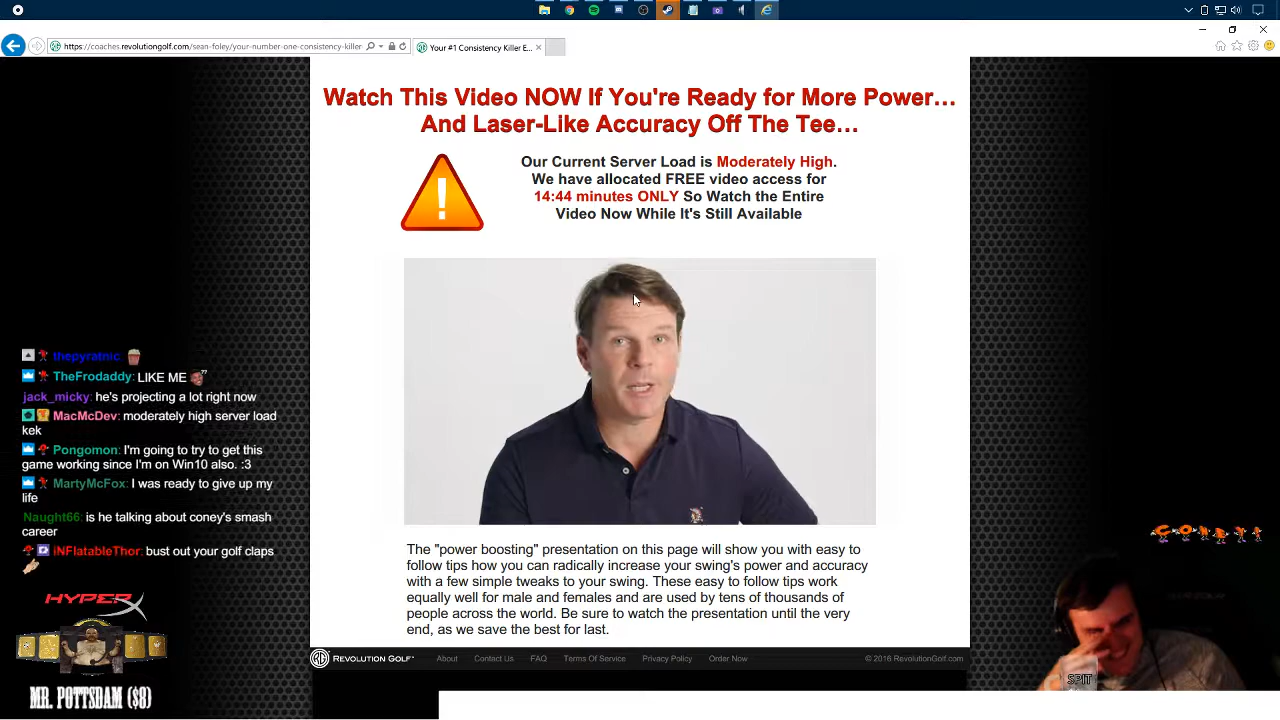 https://coaches.revolutiongolf.com/sean-foley/your-number-one-consistency-killer
Your #1 Consistency Killer E...
Watch This Video NOW If You're Ready for More Power…
And Laser-Like Accuracy Off The Tee…
Our Current Server Load is Moderately High.
We have allocated FREE video access for
14:44 minutes ONLY So Watch the Entire
Video Now While It's Still Available
thepyratnic:
TheFrodaddy: LIKE ME
jack_micky: he's projecting a lot right now
MacMcDev: moderately high server load
kek
Pongomon: I'm going to try to get this
game working since I'm on Win10 also. :3
MartyMcFox: I was ready to give up my
life
Naught66: is he talking about coney's smash
career
iNFlatableThor: bust out your golf claps
HYPERX
MR. POTTSDAM ($8)
The "power boosting" presentation on this page will show you with easy to
follow tips how you can radically increase your swing's power and accuracy
with a few simple tweaks to your swing. These easy to follow tips work
equally well for male and females and are used by tens of thousands of
people across the world. Be sure to watch the presentation until the very
end, as we save the best for last.
RG REVOLUTION GOLF About Contact Us FAQ Terms Of Service Privacy Policy Order Now © 2016 RevolutionGolf.com
SPIT